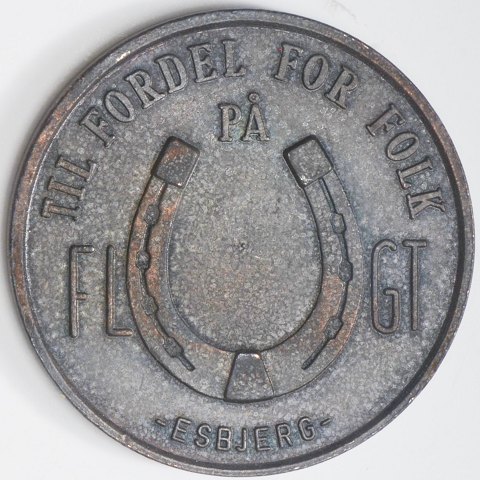 TIL FORDEL FOR FOLK
PÅ
FL GT
-ESBJERG-